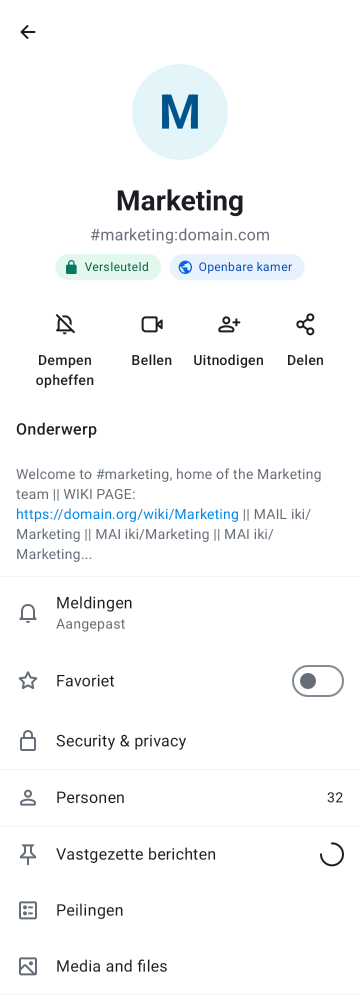 M
Marketing
#marketing:domain.com
Versleuteld
Openbare kamer
Dempen
opheffen
Bellen
Uitnodigen
Delen
Onderwerp
Welcome to #marketing, home of the Marketing
team || WIKI PAGE:
https://domain.org/wiki/Marketing || MAIL iki/
Marketing || MAI iki/Marketing || MAI iki/
Marketing...
Meldingen
Aangepast
Favoriet
Security & privacy
Personen
32
Vastgezette berichten
Peilingen
Media and files